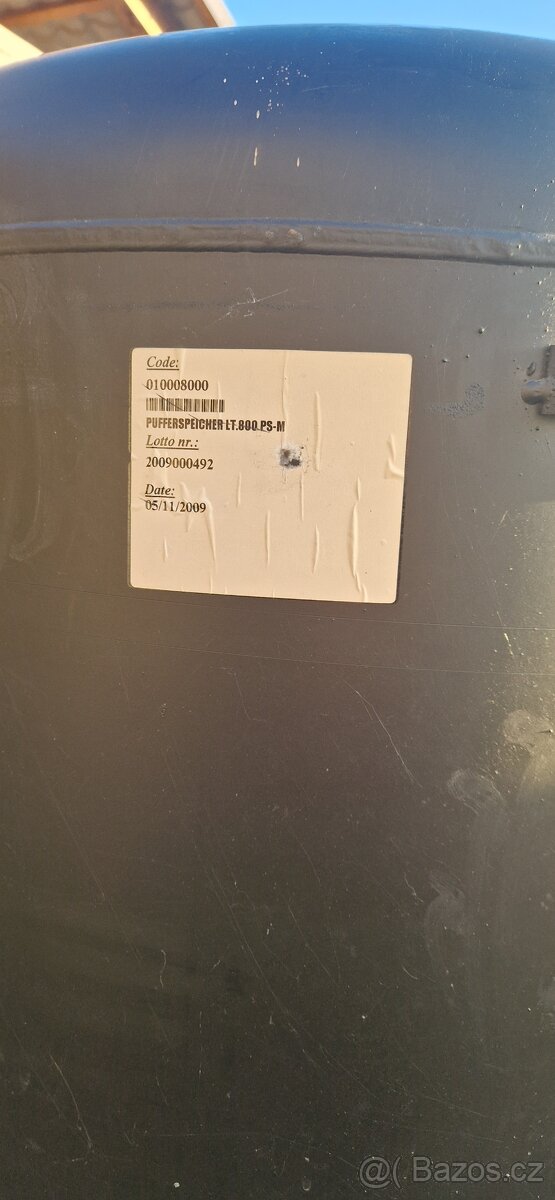 Code:
010008000
PUFFERSPEICHER LT.800 PS-M
Lotto nr.:
2009000492
Date:
05/11/2009
@( Bazos.cz